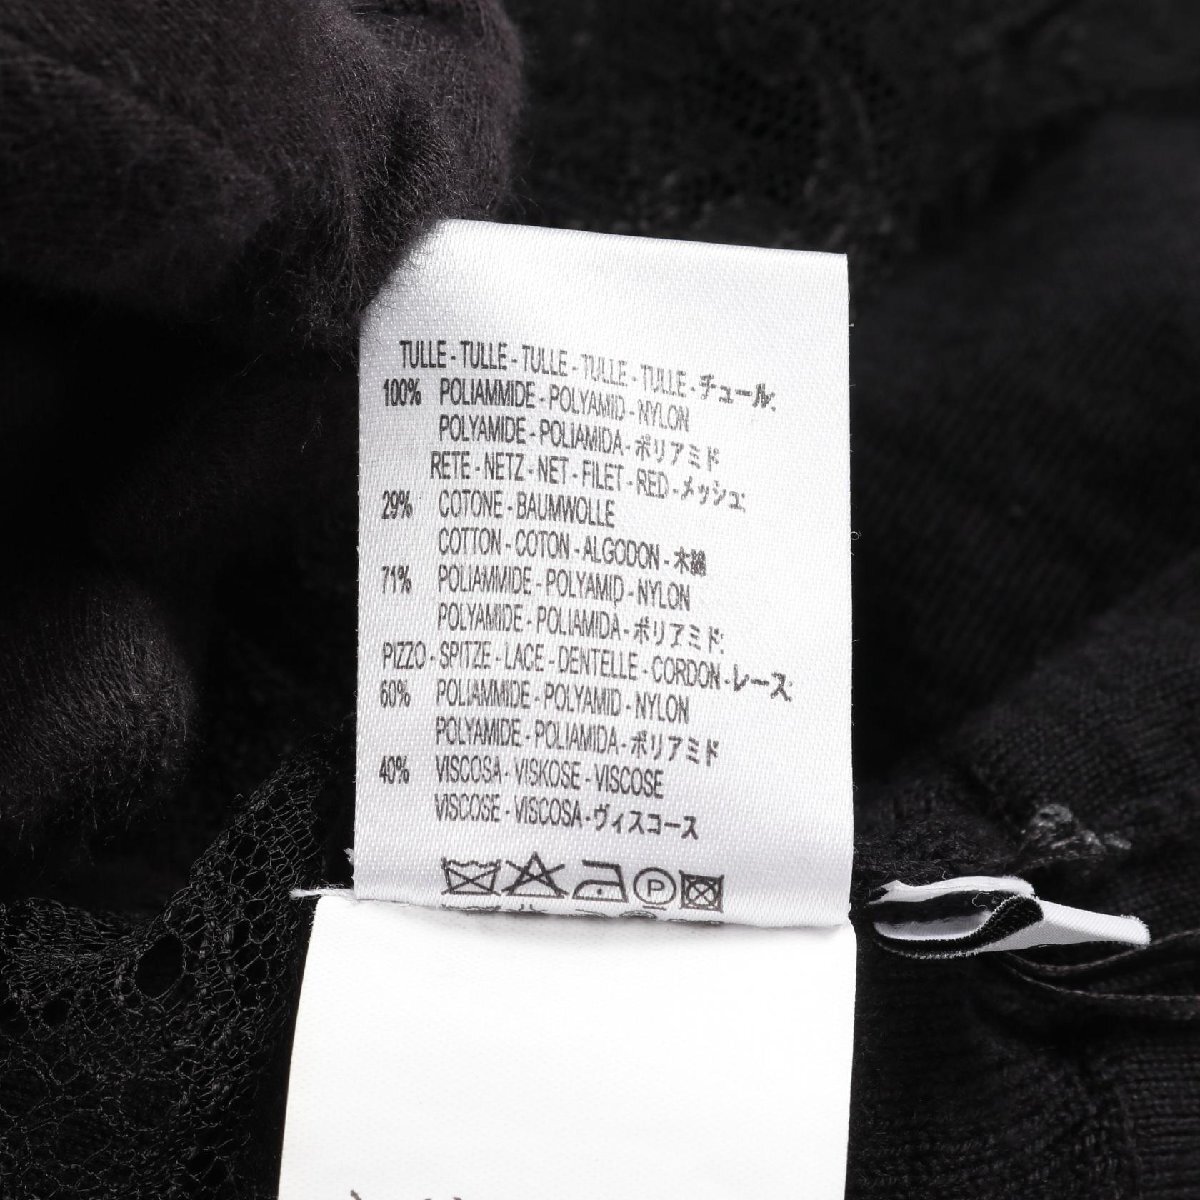 TULLE - TULLE - TULLE - TULLE - TULLE - チュール:
100% POLIAMMIDE - POLYAMID - NYLON
POLYAMIDE - POLIAMIDA - ポリアミド
RETE - NETZ - NET - FILET - RED - メッシュ:
29% COTONE - BAUMWOLLE
COTTON - COTON - ALGODON - 木綿
71% POLIAMMIDE - POLYAMID - NYLON
POLYAMIDE - POLIAMIDA - ポリアミド:
PIZZO - SPITZE - LACE - DENTELLE - CORDON - レース:
60% POLIAMMIDE - POLYAMID - NYLON
POLYAMIDE - POLIAMIDA - ポリアミド
40% VISCOSA - VISKOSE - VISCOSE
VISCOSE - VISCOSA - ヴィスコース
P